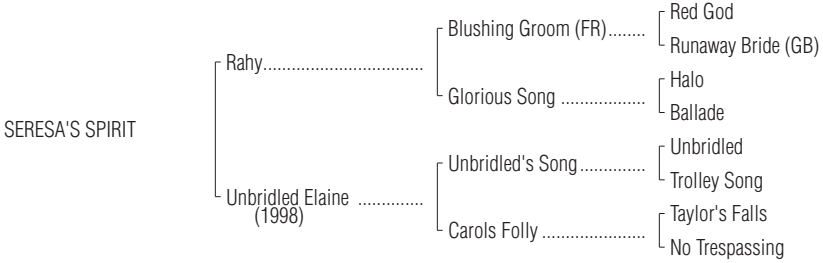 Red God
Blushing Groom (FR)........
Runaway Bride (GB)
Rahy..................................
Halo
Glorious Song ..................
Ballade
SERESA'S SPIRIT
Unbridled
Unbridled's Song..............
Trolley Song
Unbridled Elaine ..............
(1998)
Taylor's Falls
Carols Folly ......................
No Trespassing